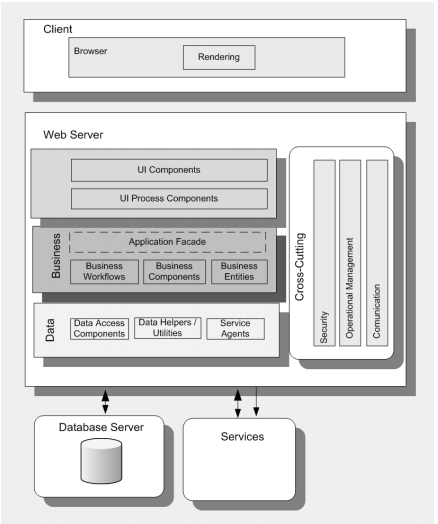 Client
Browser
Rendering
Web Server
UI Components
UI Process Components
Business
Application Facade
Business
Workflows
Business
Components
Business
Entities
Data
Data Access
Components
Data Helpers /
Utilities
Service
Agents
Cross-Cutting
Security
Operational Management
Comunication
Database Server
Services